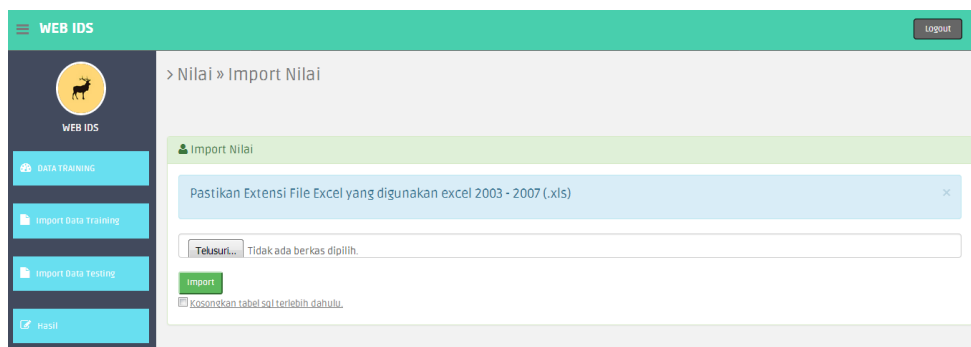 WEB IDS
Logout
WEB IDS
DATA TRAINING
Import Data Training
Import Data Testing
Hasil
> Nilai » Import Nilai
Import Nilai
Pastikan Extensi File Excel yang digunakan excel 2003 - 2007 (.xls)
×
Telusuri... Tidak ada berkas dipilih.
Import
Kosongkan tabel sql terlebih dahulu.